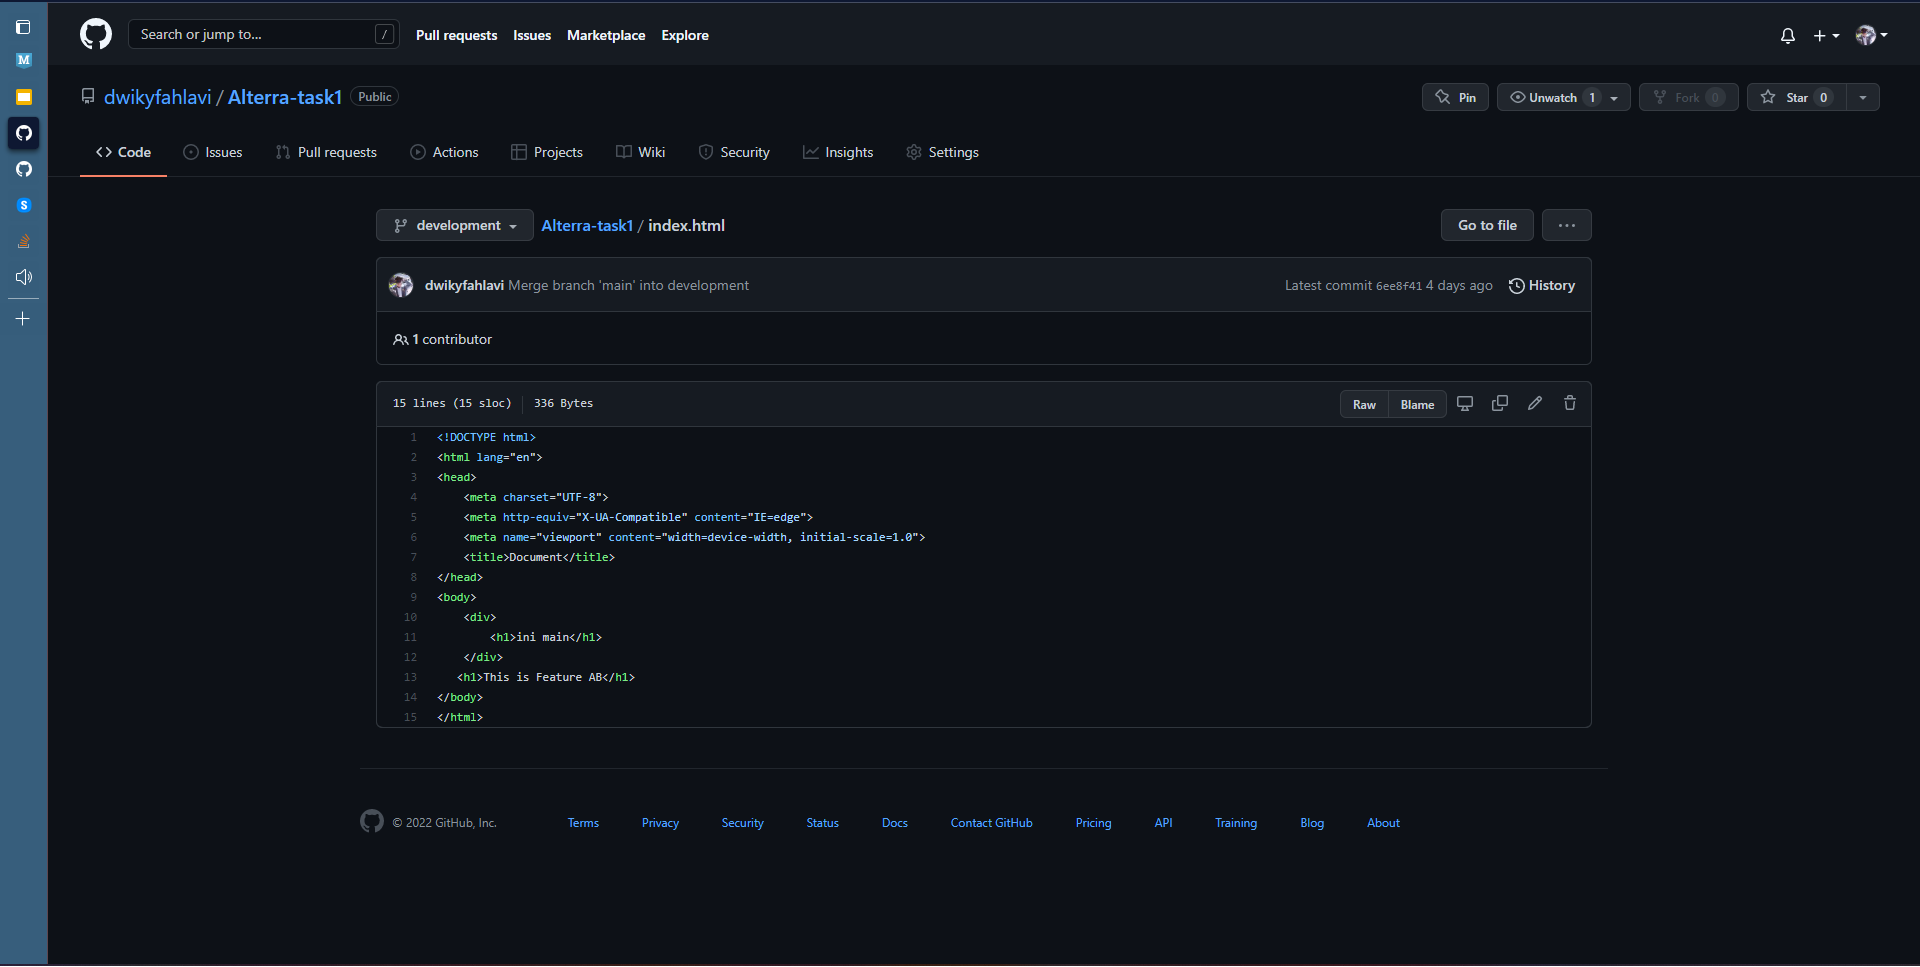 M
Search or jump to... /
Pull requests Issues Marketplace Explore
dwikyfahlavi / Alterra-task1 Public
Pin Unwatch 1 Fork 0 Star 0
Code Issues Pull requests Actions Projects Wiki Security Insights Settings
S
development Alterra-task1 / index.html Go to file ...
dwikyfahlavi Merge branch 'main' into development Latest commit 6ee8f41 4 days ago History
1 contributor
15 lines (15 sloc) 336 Bytes Raw Blame
1 <!DOCTYPE html>
2 <html lang="en">
3 <head>
4     <meta charset="UTF-8">
5     <meta http-equiv="X-UA-Compatible" content="IE=edge">
6     <meta name="viewport" content="width=device-width, initial-scale=1.0">
7     <title>Document</title>
8 </head>
9 <body>
10     <div>
11         <h1>ini main</h1>
12     </div>
13    <h1>This is Feature AB</h1>
14 </body>
15 </html>
© 2022 GitHub, Inc. Terms Privacy Security Status Docs Contact GitHub Pricing API Training Blog About